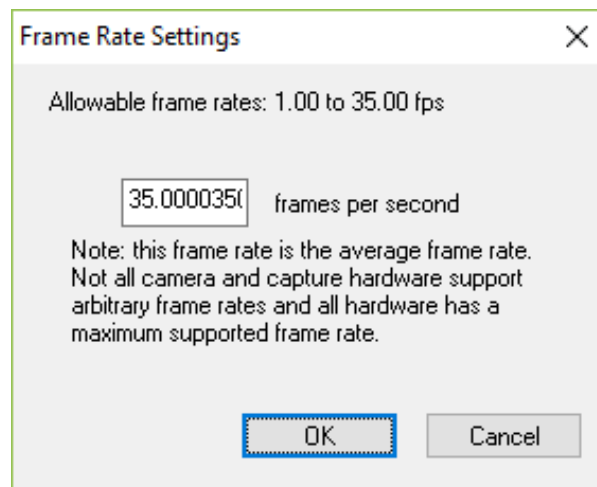 Frame Rate Settings
Allowable frame rates: 1.00 to 35.00 fps
35.0000350 frames per second
Note: this frame rate is the average frame rate.
Not all camera and capture hardware support
arbitrary frame rates and all hardware has a
maximum supported frame rate.
OK Cancel